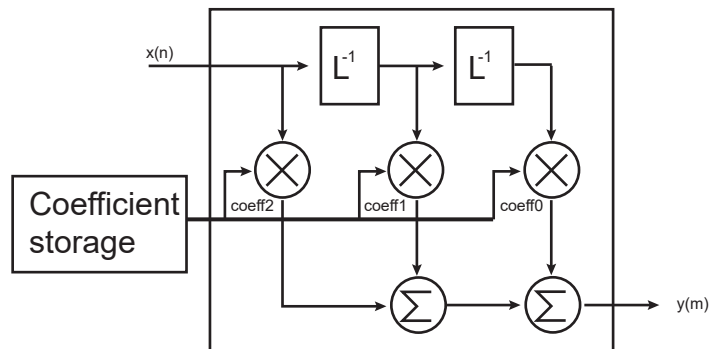 x(n)
L-1
L-1
Coefficient
storage
coeff2
coeff1
coeff0
Σ
Σ
y(m)